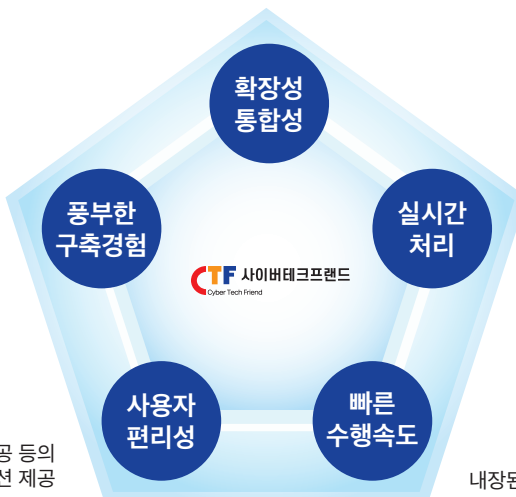 확장성
통합성
풍부한
구축경험
실시간
처리
CTF 사이버테크프랜드
Cyber Tech Friend
사용자
편리성
빠른
수행속도
공 등의
션 제공
내장된